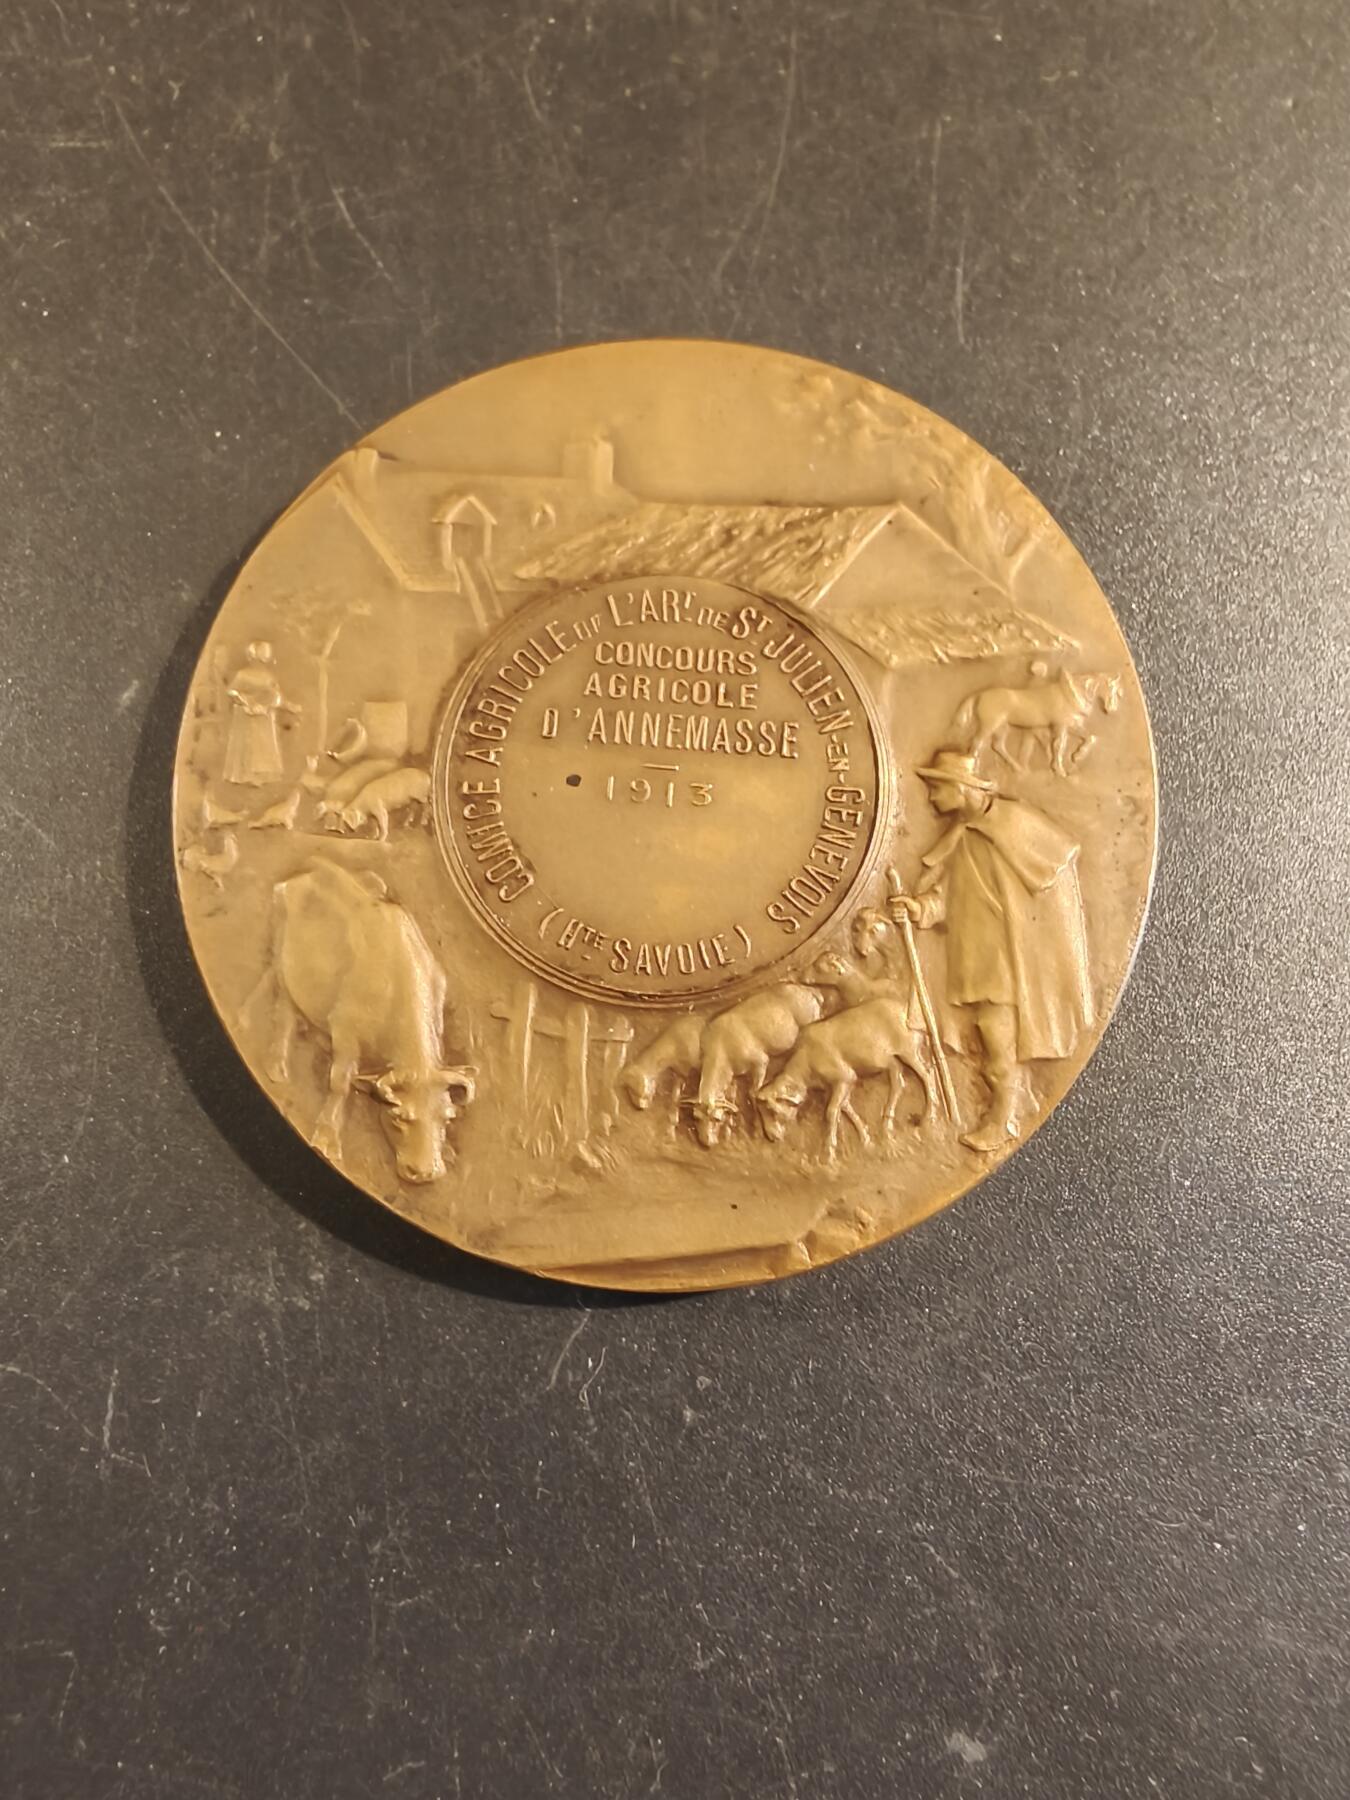 COMICE AGRICOLE DE L'ART DE ST JULIEN-EN-GENEVOIS
(HTE SAVOIE)
CONCOURS
AGRICOLE
D'ANNEMASSE
1913